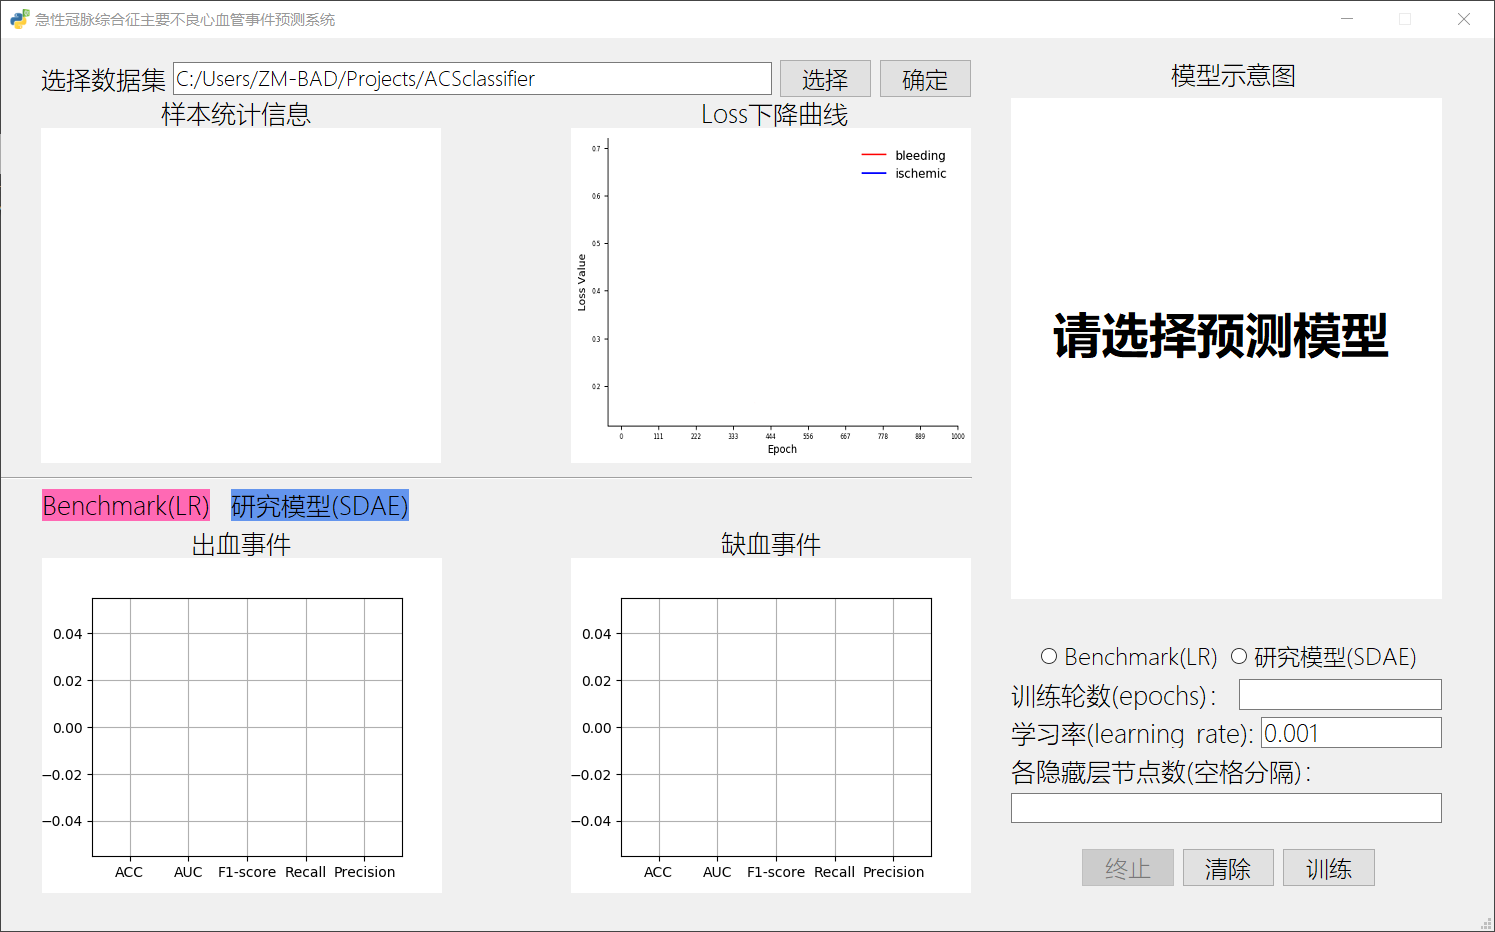 急性冠脉综合征主要不良心血管事件预测系统
选择数据集 C:/Users/ZM-BAD/Projects/ACSclassifier 选择 确定
样本统计信息
Loss下降曲线
bleeding
ischemic
0.7
0.6
0.5
0.4
0.3
0.2
Loss Value
0 111 222 333 444 556 667 778 889 1000
Epoch
Benchmark(LR) 研究模型(SDAE)
出血事件
0.04
0.02
0.00
−0.02
−0.04
ACC AUC F1-score Recall Precision
缺血事件
0.04
0.02
0.00
−0.02
−0.04
ACC AUC F1-score Recall Precision
模型示意图
请选择预测模型
Benchmark(LR) 研究模型(SDAE)
训练轮数(epochs)：
学习率(learning_rate): 0.001
各隐藏层节点数(空格分隔)：
终止 清除 训练